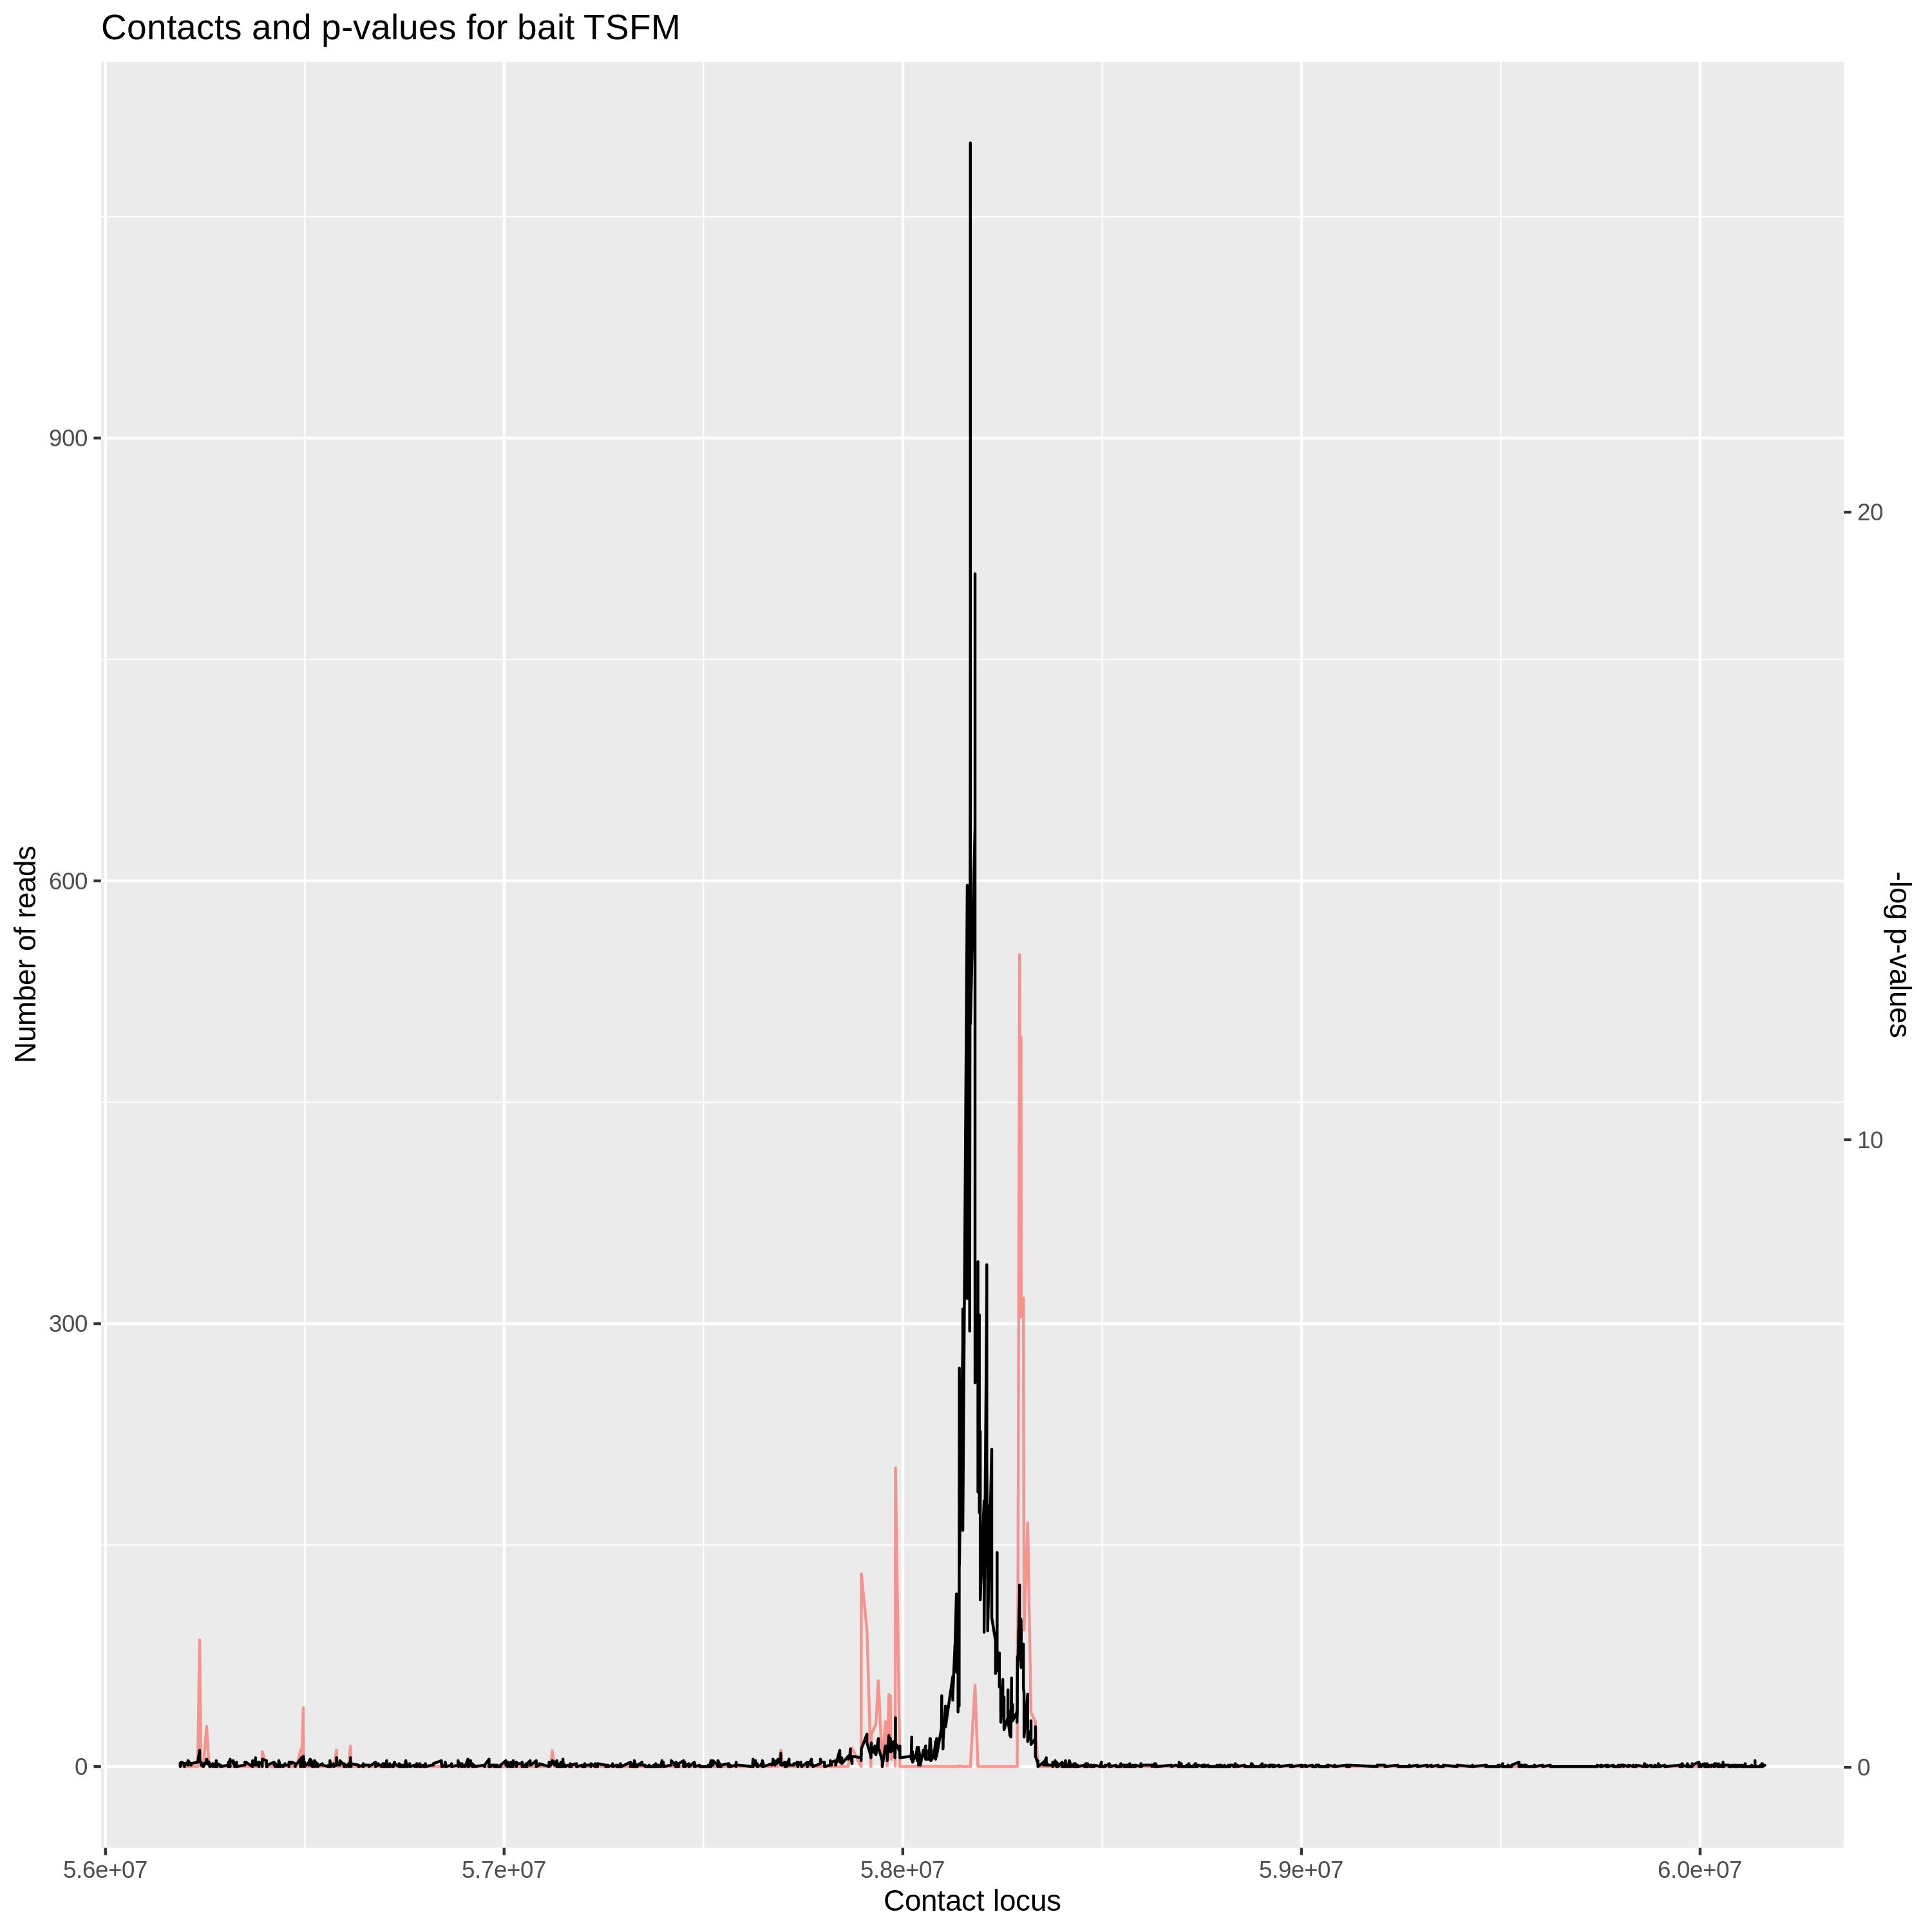 Contacts and p-values for bait TSFM
900
600
300
0
20
10
0
Number of reads
-log p-values
5.6e+07
5.7e+07
5.8e+07
5.9e+07
6.0e+07
Contact locus